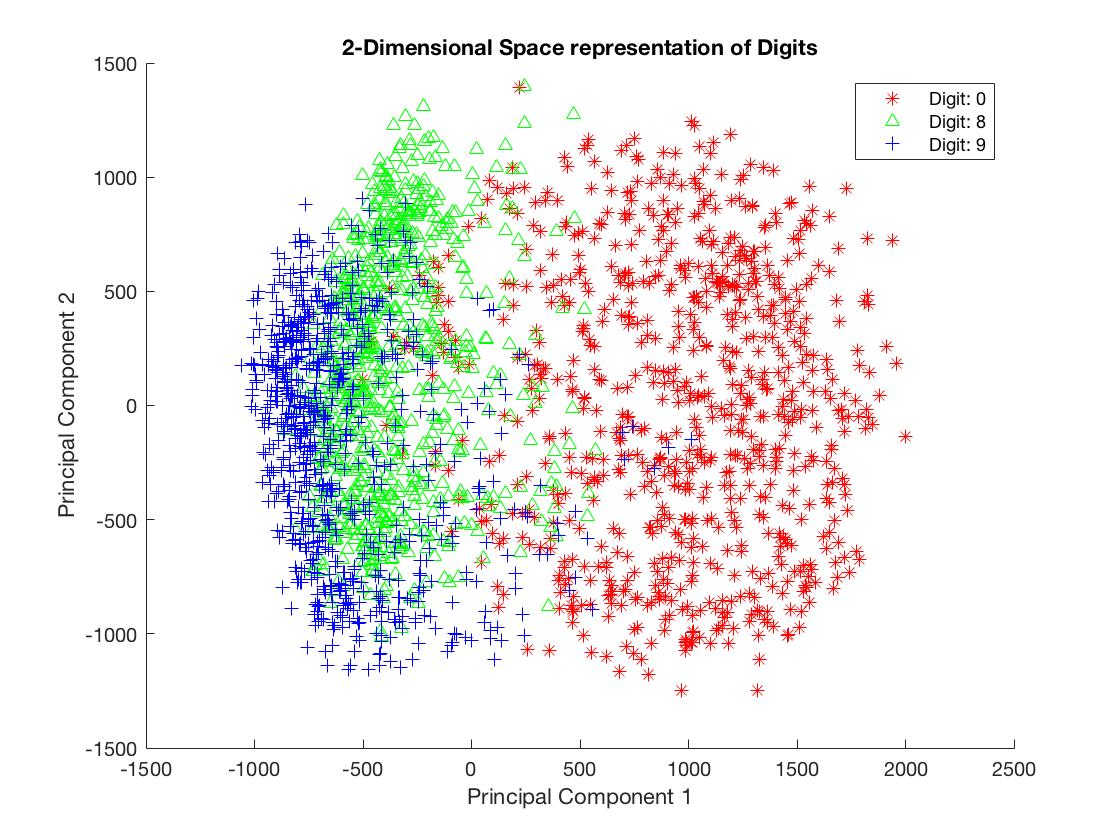 2-Dimensional Space representation of Digits
Digit: 0
Digit: 8
Digit: 9
1500
1000
500
0
-500
-1000
-1500
Principal Component 2
-1500
-1000
-500
0
500
1000
1500
2000
2500
Principal Component 1